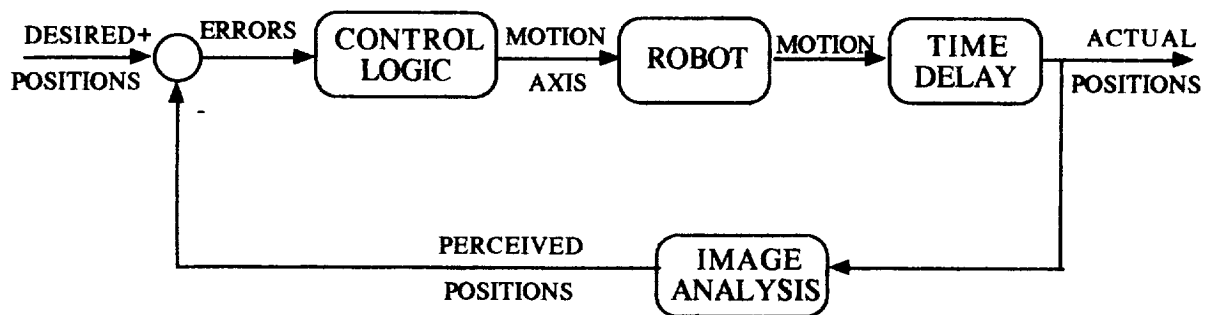 DESIRED+
POSITIONS
ERRORS
CONTROL
LOGIC
MOTION
AXIS
ROBOT
MOTION
TIME
DELAY
ACTUAL
POSITIONS
-
PERCEIVED
POSITIONS
IMAGE
ANALYSIS